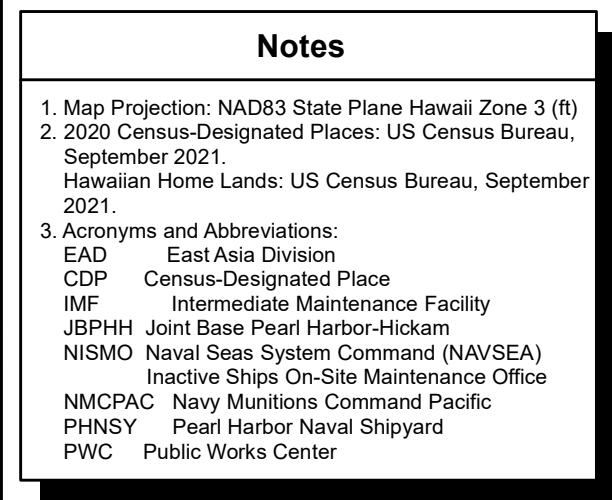 Notes
1. Map Projection: NAD83 State Plane Hawaii Zone 3 (ft)
2. 2020 Census-Designated Places: US Census Bureau,
September 2021.
Hawaiian Home Lands: US Census Bureau, September
2021.
3. Acronyms and Abbreviations:
EAD East Asia Division
CDP Census-Designated Place
IMF Intermediate Maintenance Facility
JBPHH Joint Base Pearl Harbor-Hickam
NISMO Naval Seas System Command (NAVSEA)
Inactive Ships On-Site Maintenance Office
NMCPAC Navy Munitions Command Pacific
PHNSY Pearl Harbor Naval Shipyard
PWC Public Works Center